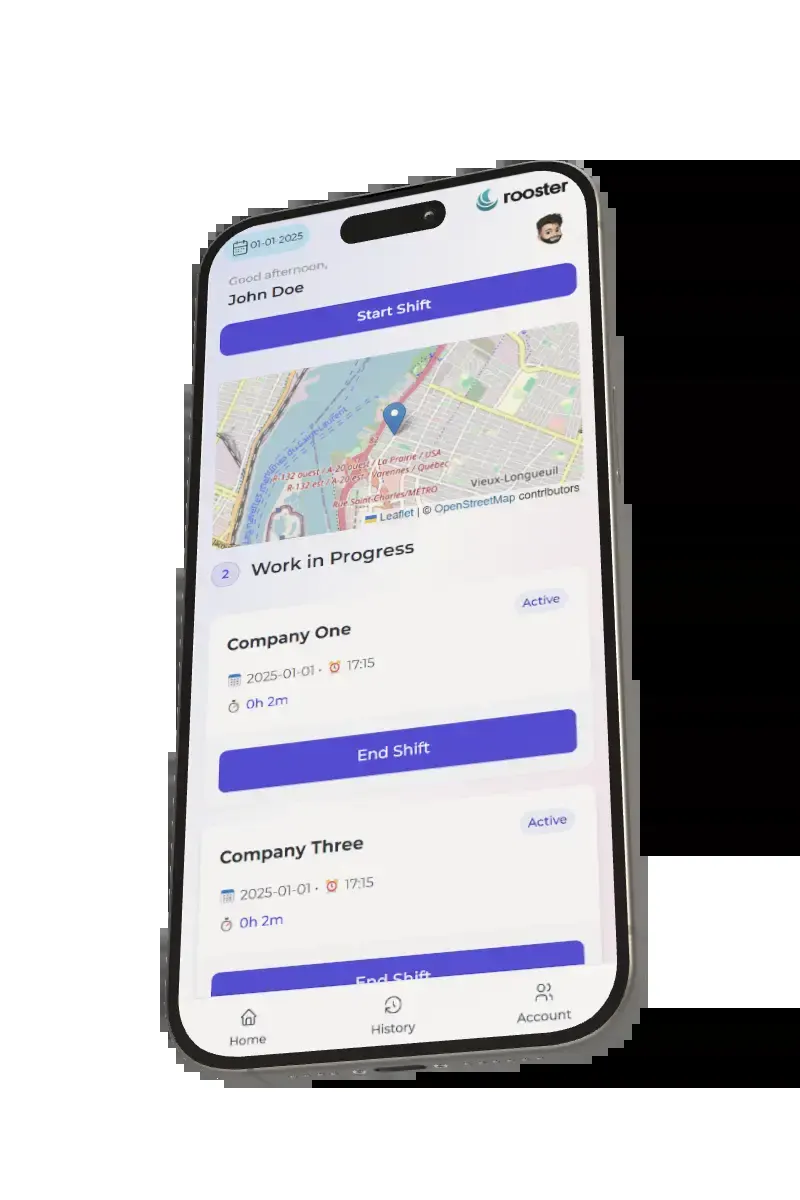 rooster
01-01-2025
Good afternoon,
John Doe
Start Shift
R-132 ouest / A-20 ouest / La Prairie / USA
R-132 est / A-20 est / Varennes / Québec
Rue Saint-Charles/MÉTRO
Vieux-Longueuil
Leaflet | © OpenStreetMap contributors
2 Work in Progress
Active
Company One
2025-01-01 • 17:15
0h 2m
End Shift
Active
Company Three
2025-01-01 • 17:15
0h 2m
End Shift
Home
History
Account